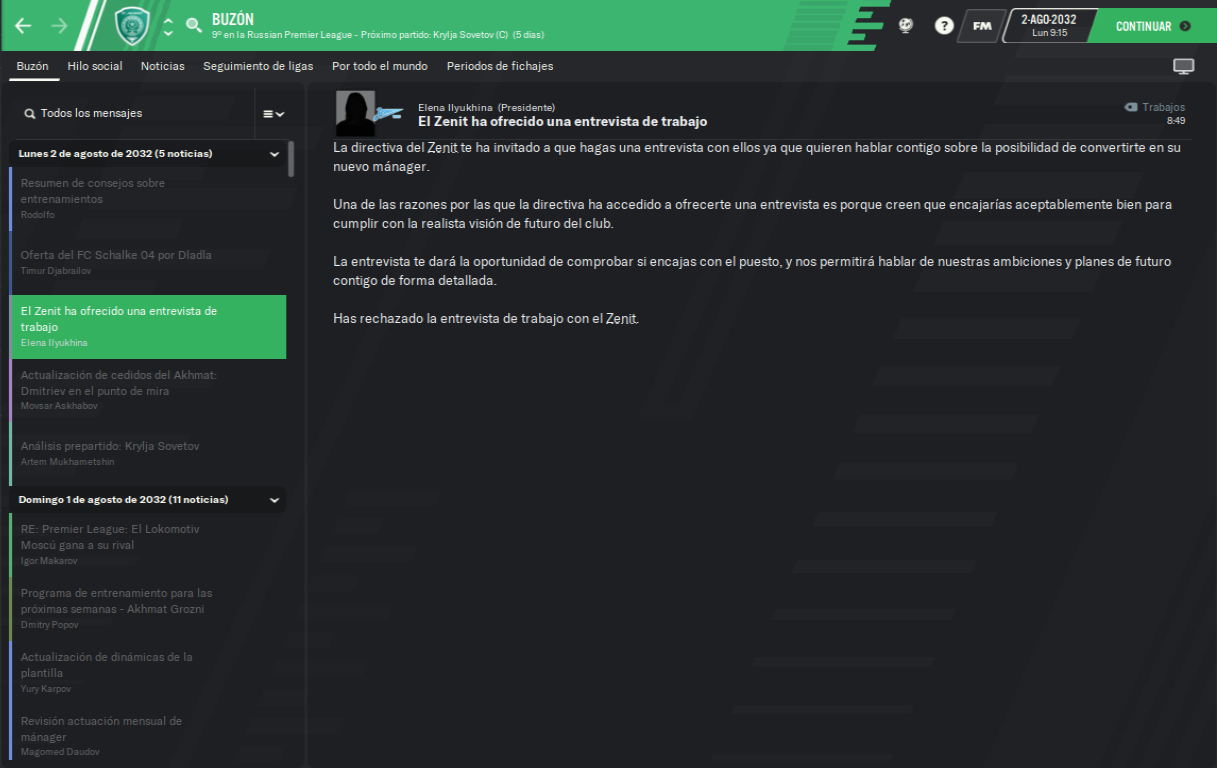 BUZÓN
9º en la Russian Premier League - Próximo partido: Krylja Sovetov (C) (5 días)
?
FM
2-AGO-2032
Lun 9:15
CONTINUAR
Buzón
Hilo social
Noticias
Seguimiento de ligas
Por todo el mundo
Periodos de fichajes
Todos los mensajes
Lunes 2 de agosto de 2032 (5 noticias)
Resumen de consejos sobre
entrenamientos
Rodolfo
Oferta del FC Schalke 04 por Dladla
Timur Djabrailov
El Zenit ha ofrecido una entrevista de
trabajo
Elena Ilyukhina
Actualización de cedidos del Akhmat:
Dmitriev en el punto de mira
Movsar Askhabov
Análisis prepartido: Krylja Sovetov
Artem Mukhametshin
Domingo 1 de agosto de 2032 (11 noticias)
RE: Premier League: El Lokomotiv
Moscú gana a su rival
Igor Makarov
Programa de entrenamiento para las
próximas semanas - Akhmat Grozni
Dmitry Popov
Actualización de dinámicas de la
plantilla
Yury Karpov
Revisión actuación mensual de
mánager
Magomed Daudov
Elena Ilyukhina (Presidente)
El Zenit ha ofrecido una entrevista de trabajo
Trabajos
8:49
La directiva del Zenit te ha invitado a que hagas una entrevista con ellos ya que quieren hablar contigo sobre la posibilidad de convertirte en su
nuevo mánager.
Una de las razones por las que la directiva ha accedido a ofrecerte una entrevista es porque creen que encajarías aceptablemente bien para
cumplir con la realista visión de futuro del club.
La entrevista te dará la oportunidad de comprobar si encajas con el puesto, y nos permitirá hablar de nuestras ambiciones y planes de futuro
contigo de forma detallada.
Has rechazado la entrevista de trabajo con el Zenit.